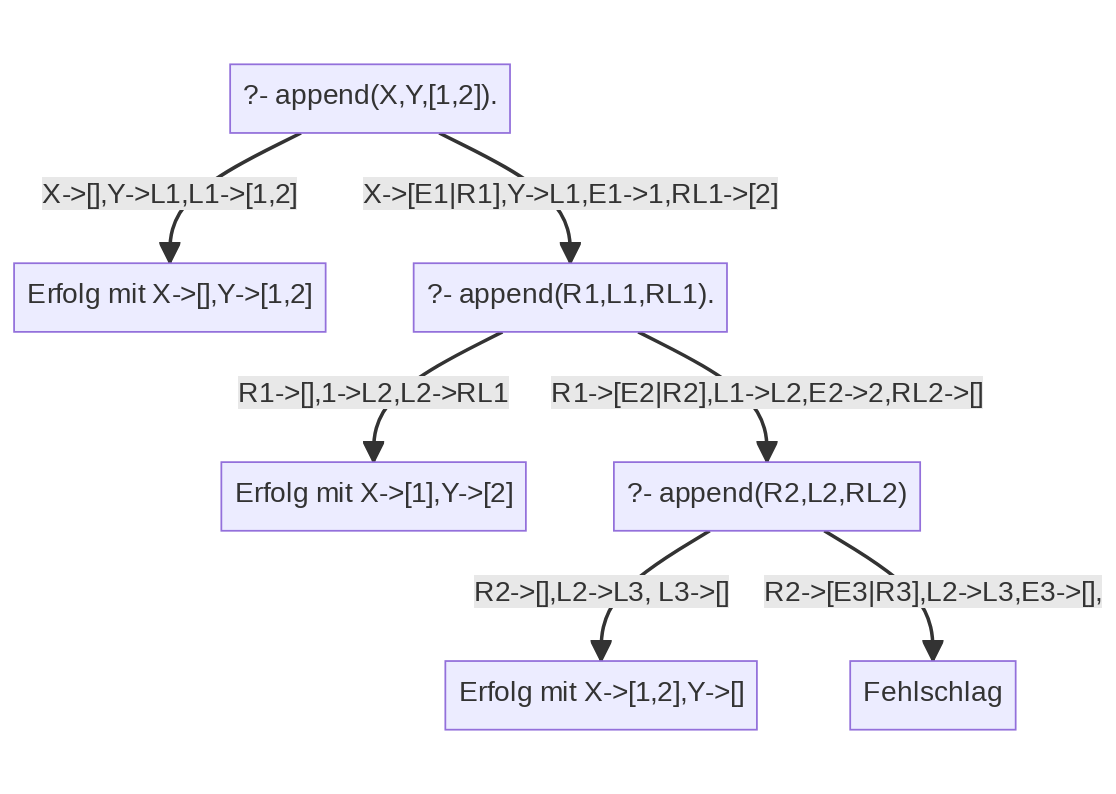 ?- append(X,Y,[1,2]).
X->[],Y->L1,L1->[1,2]
X->[E1|R1],Y->L1,E1->1,RL1->[2]
Erfolg mit X->[],Y->[1,2]
?- append(R1,L1,RL1).
R1->[],1->L2,L2->RL1
R1->[E2|R2],L1->L2,E2->2,RL2->[]
Erfolg mit X->[1],Y->[2]
?- append(R2,L2,RL2)
R2->[],L2->L3, L3->[]
R2->[E3|R3],L2->L3,E3->[],
Erfolg mit X->[1,2],Y->[]
Fehlschlag